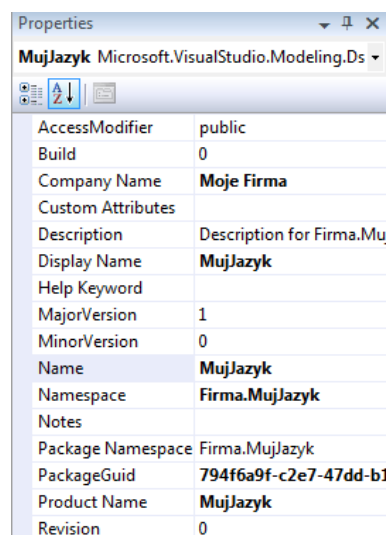 Properties
MujJazyk Microsoft.VisualStudio.Modeling.Ds
AccessModifier public
Build 0
Company Name Moje Firma
Custom Attributes
Description Description for Firma.Muj
Display Name MujJazyk
Help Keyword
MajorVersion 1
MinorVersion 0
Name MujJazyk
Namespace Firma.MujJazyk
Notes
Package Namespace Firma.MujJazyk
PackageGuid 794f6a9f-c2e7-47dd-b1
Product Name MujJazyk
Revision 0